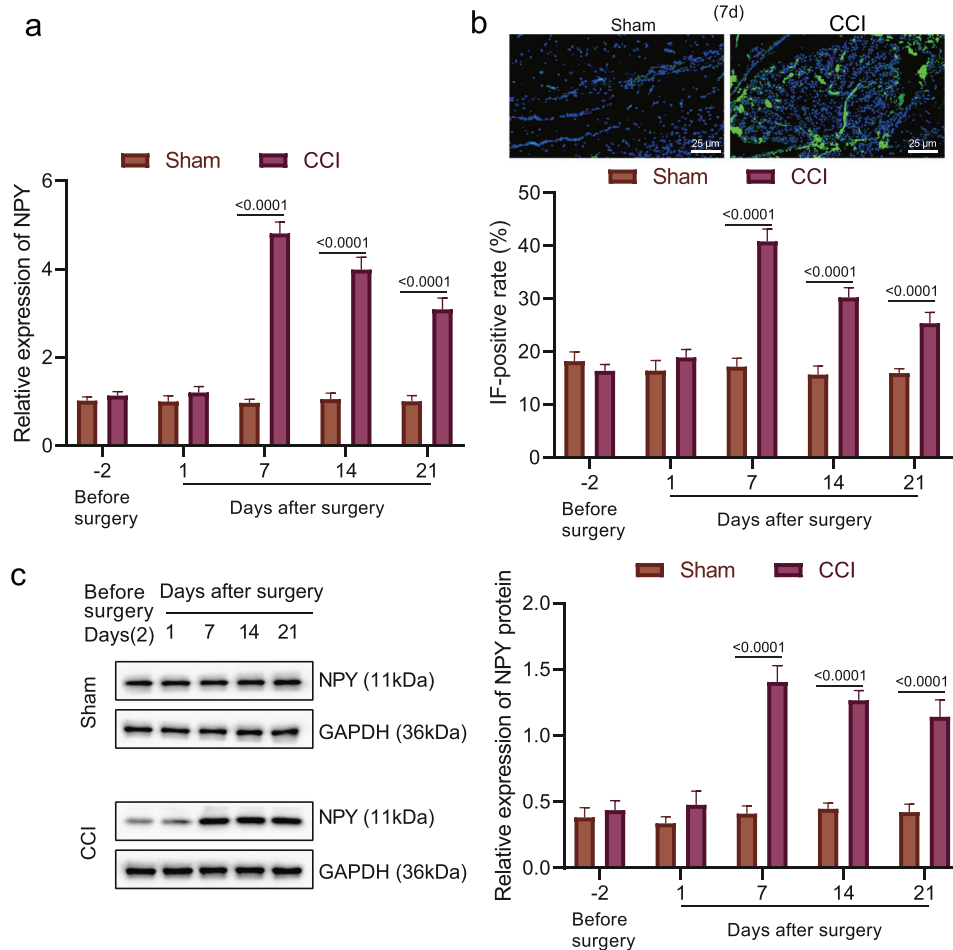 a
Sham CCI
Relative expression of NPY
6
4
2
0
<0.0001
<0.0001
<0.0001
-2 1 7 14 21
Before
surgery
Days after surgery
b
(7d)
Sham CCI
25 μm 25 μm
Sham CCI
IF-positive rate (%)
50
40
30
20
10
0
<0.0001
<0.0001
<0.0001
-2 1 7 14 21
Before
surgery
Days after surgery
c
Before
surgery
Days(2)
Days after surgery
1 7 14 21
Sham
NPY (11kDa)
GAPDH (36kDa)
CCI
NPY (11kDa)
GAPDH (36kDa)
Sham CCI
Relative expression of NPY protein
2.0
1.5
1.0
0.5
0.0
<0.0001
<0.0001
<0.0001
-2 1 7 14 21
Before
surgery
Days after surgery